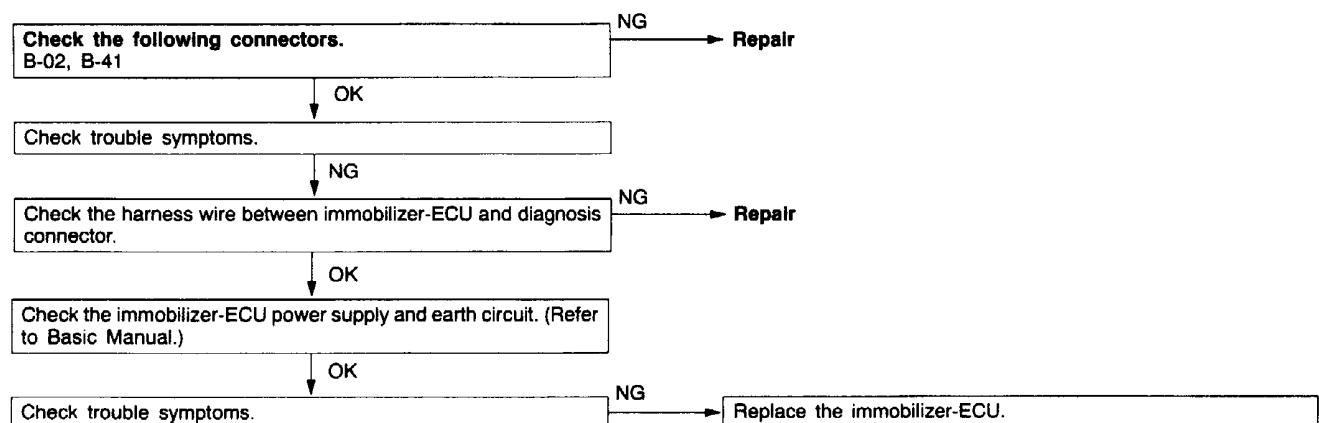 NG
Check the following connectors.
Repair
B-02, B-41
OK
Check trouble symptoms.
NG
NG
Check the harness wire between immobilizer-ECU and diagnosis
Repair
connector.
OK
Check the immobilizer-ECU power supply and earth circuit. (Refer
to Basic Manual.)
OK
NG
Check trouble symptoms.
Replace the immobilizer-ECU.